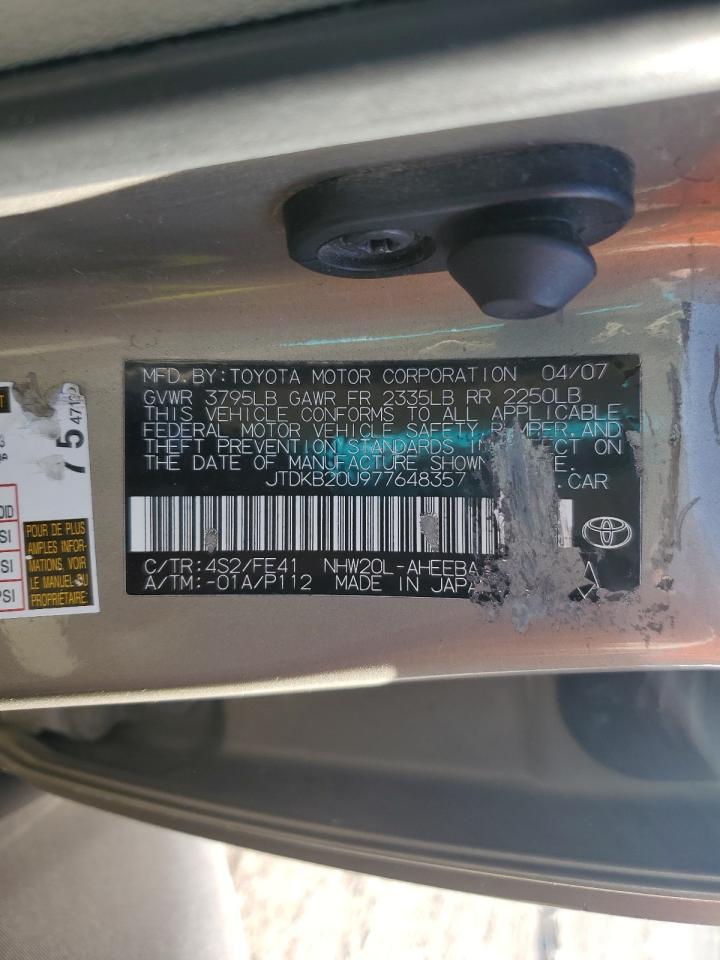 MFD. BY: TOYOTA MOTOR CORPORATION 04/07
GVWR 3795LB GAWR FR 2335LB RR 2250LB
THIS VEHICLE CONFORMS TO ALL APPLICABLE
FEDERAL MOTOR VEHICLE SAFETY, BUMPER, AND
THEFT PREVENTION STANDARDS IN EFFECT ON
THE DATE OF MANUFACTURE SHOWN
JTDKB20U977648357 CAR
C/TR: 4S2/FE41 NHW20L-AHEEBA
A/TM: -01A/P112 MADE IN JAPA
75
4710
POUR DE PLUS
AMPLES INFOR-
MATIONS, VOIR
LE MANUEL DU
PROPRIÉTAIRE.